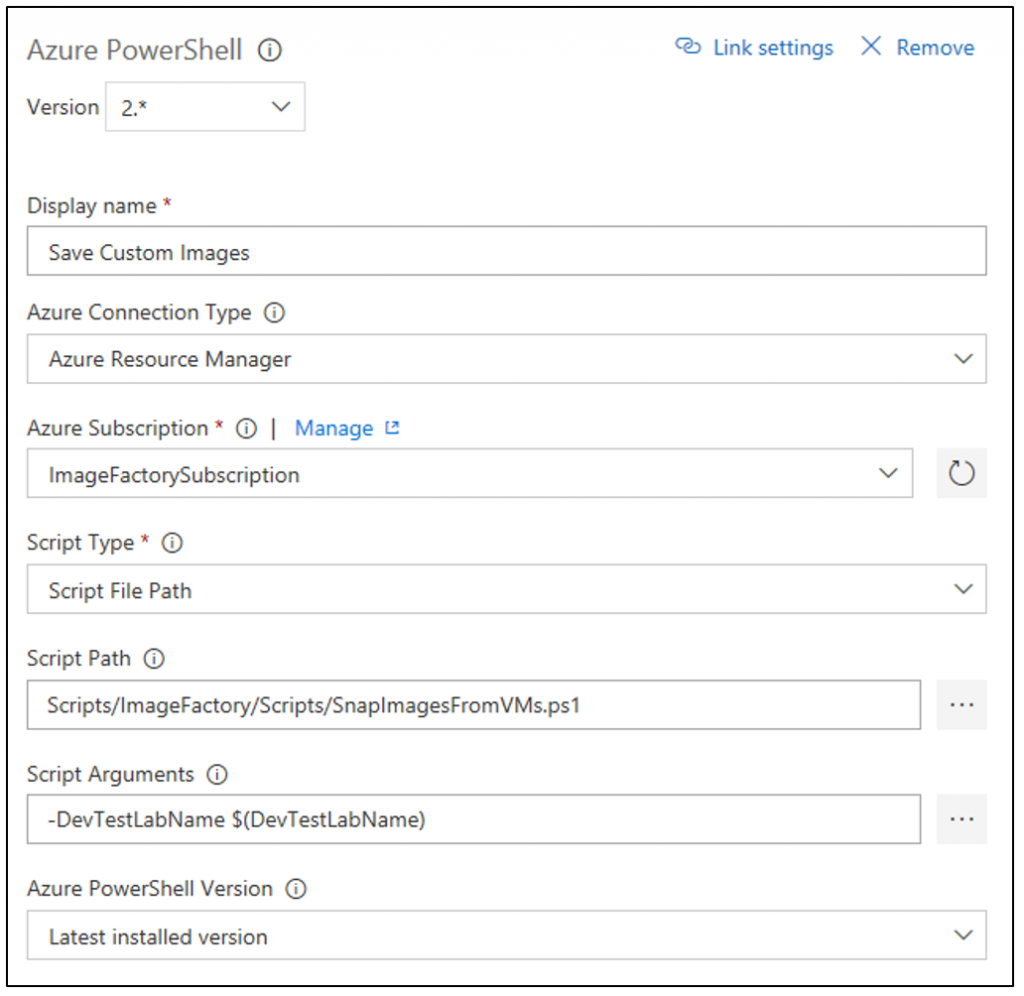 Azure PowerShell
Link settings
Remove
Version 2.*
Display name *
Save Custom Images
Azure Connection Type
Azure Resource Manager
Azure Subscription * | Manage
ImageFactorySubscription
Script Type *
Script File Path
Script Path
Scripts/ImageFactory/Scripts/SnapImagesFromVMs.ps1
...
Script Arguments
-DevTestLabName $(DevTestLabName)
...
Azure PowerShell Version
Latest installed version